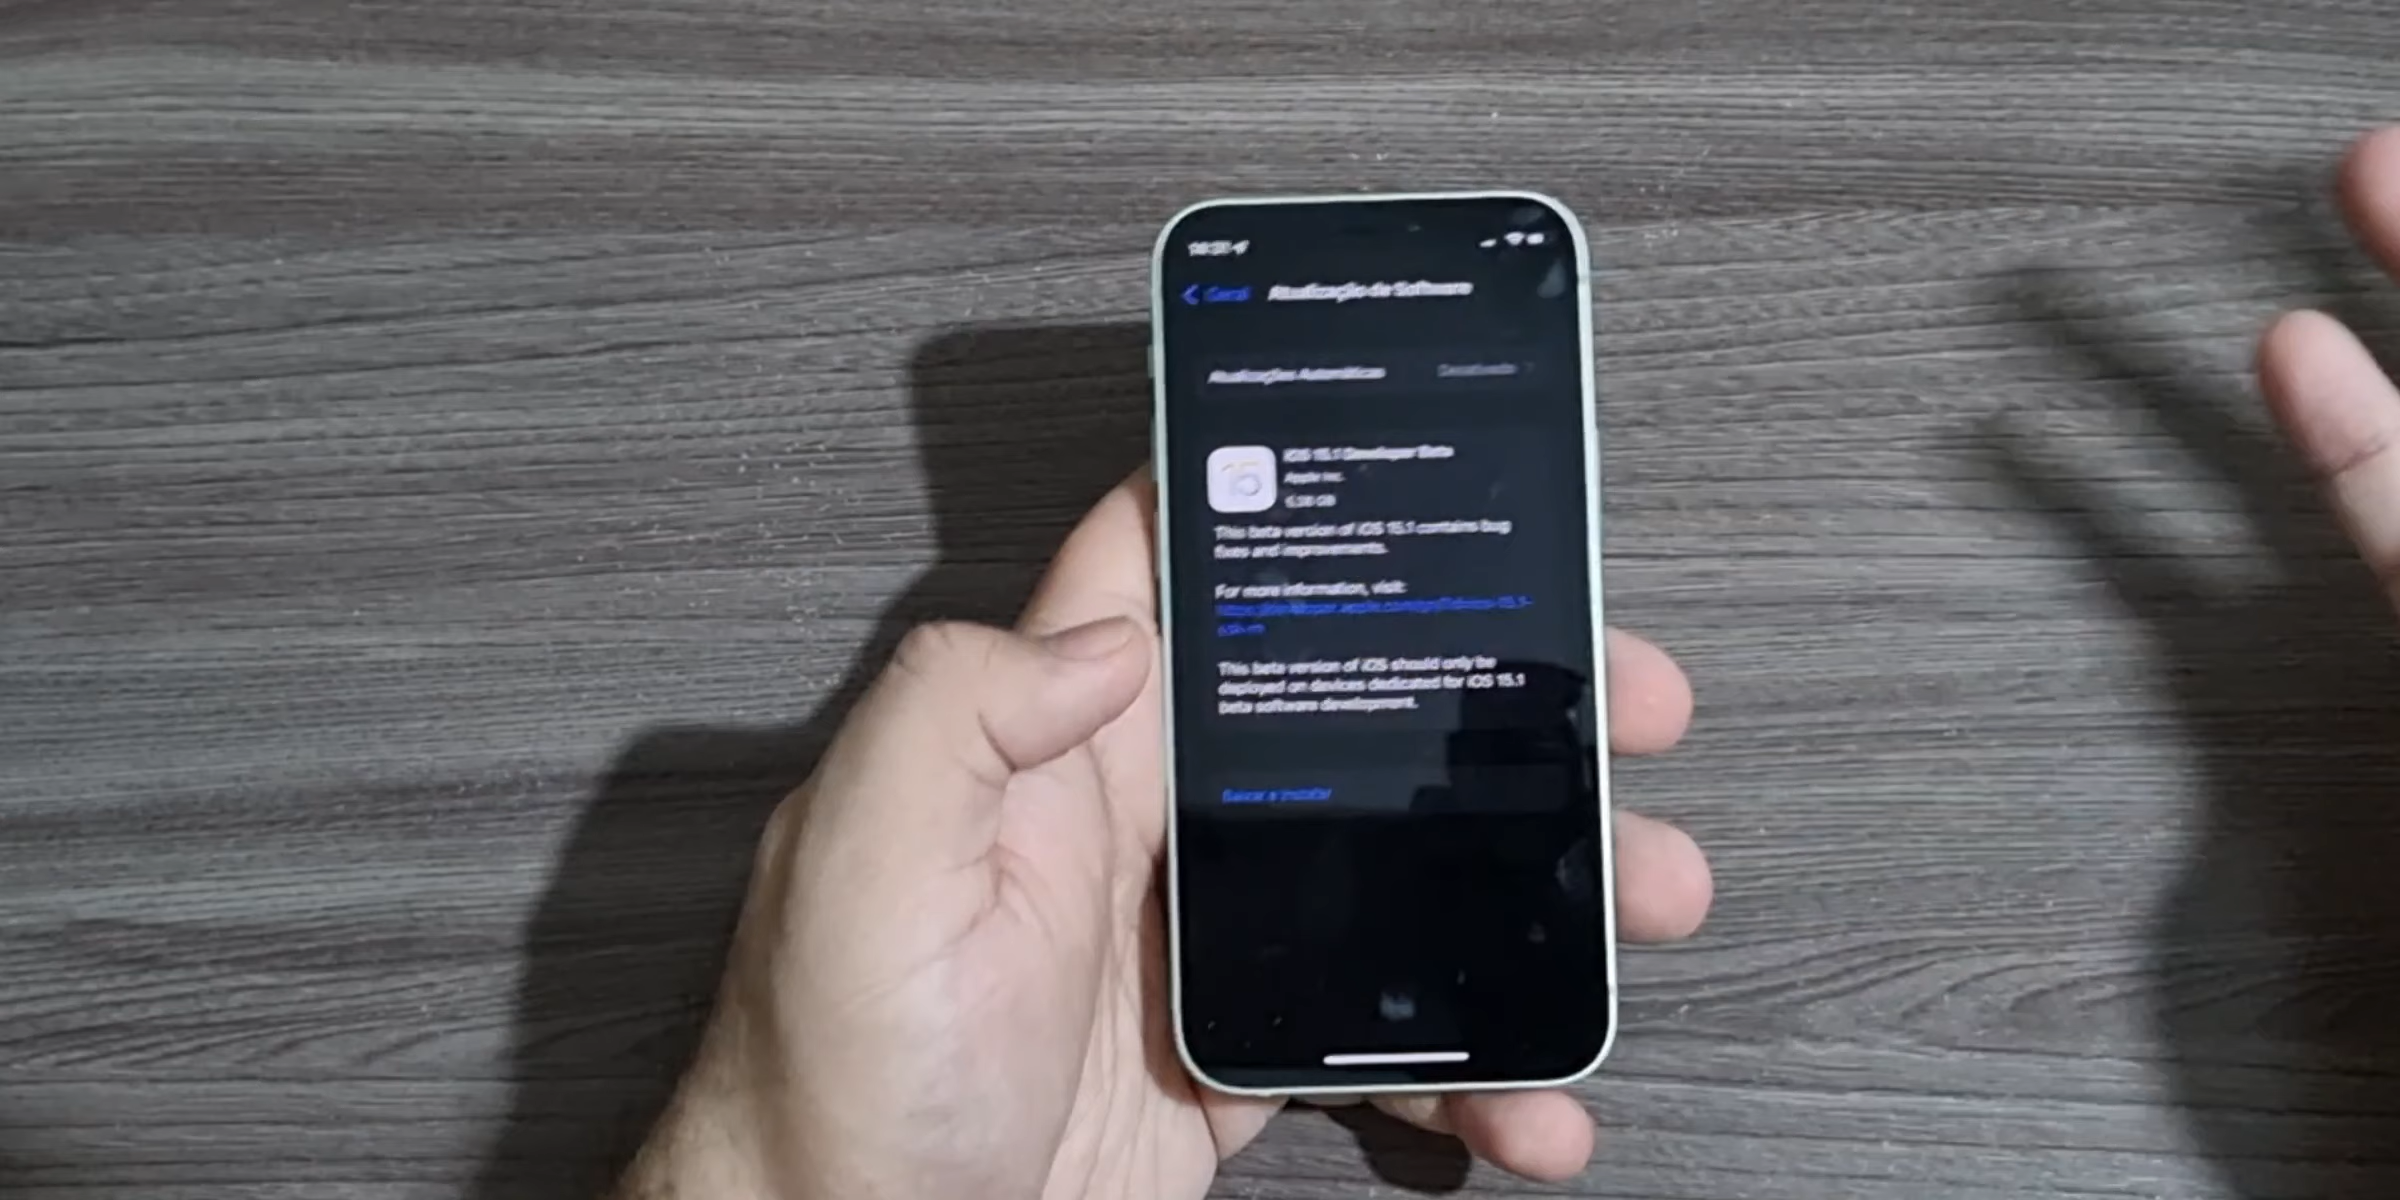 Geral Atualização de Software
Atualizações Automáticas
iOS 15.1 Developer Beta
Apple Inc.
This beta version of iOS 15.1 contains bug
fixes and improvements.
For more information, visit:
This beta version of iOS should only be
deployed on devices dedicated for iOS 15.1
beta software development.
Baixar e Instalar